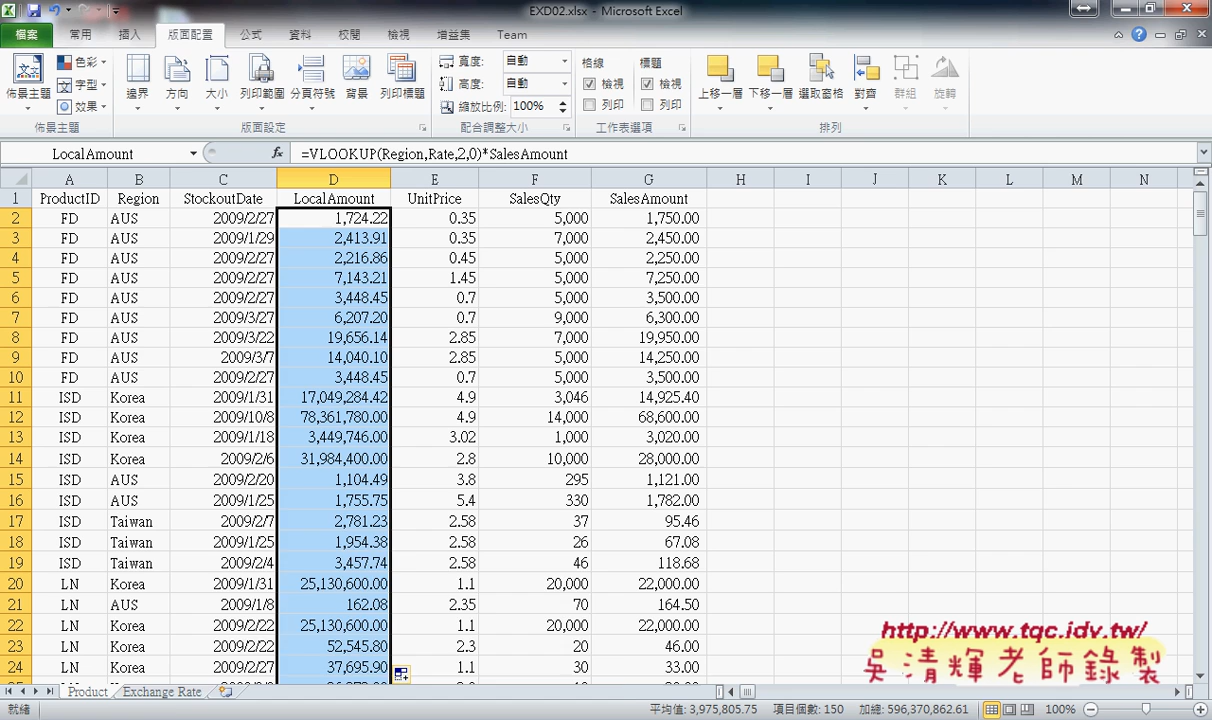 EXD02.xlsx - Microsoft Excel
檔案 常用 插入 版面配置 公式 資料 校閱 檢視 增益集 Team
佈景主題 色彩 字型 效果 邊界 方向 大小 列印範圍 分頁符號 背景 列印標題 寬度: 自動 高度: 自動 縮放比例: 100% 格線 檢視 列印 標題 檢視 列印 上移一層 下移一層 選取窗格 對齊 群組 旋轉
佈景主題 版面設定 配合調整大小 工作表選項 排列
LocalAmount fx =VLOOKUP(Region,Rate,2,0)*SalesAmount
A B C D E F G H I J K L M N
1 ProductID Region StockoutDate LocalAmount UnitPrice SalesQty SalesAmount
2 FD AUS 2009/2/27 1,724.22 0.35 5,000 1,750.00
3 FD AUS 2009/1/29 2,413.91 0.35 7,000 2,450.00
4 FD AUS 2009/2/27 2,216.86 0.45 5,000 2,250.00
5 FD AUS 2009/2/27 7,143.21 1.45 5,000 7,250.00
6 FD AUS 2009/2/27 3,448.45 0.7 5,000 3,500.00
7 FD AUS 2009/3/27 6,207.20 0.7 9,000 6,300.00
8 FD AUS 2009/3/22 19,656.14 2.85 7,000 19,950.00
9 FD AUS 2009/3/7 14,040.10 2.85 5,000 14,250.00
10 FD AUS 2009/2/27 3,448.45 0.7 5,000 3,500.00
11 ISD Korea 2009/1/31 17,049,284.42 4.9 3,046 14,925.40
12 ISD Korea 2009/10/8 78,361,780.00 4.9 14,000 68,600.00
13 ISD Korea 2009/1/18 3,449,746.00 3.02 1,000 3,020.00
14 ISD Korea 2009/2/6 31,984,400.00 2.8 10,000 28,000.00
15 ISD AUS 2009/2/20 1,104.49 3.8 295 1,121.00
16 ISD AUS 2009/1/25 1,755.75 5.4 330 1,782.00
17 ISD Taiwan 2009/2/7 2,781.23 2.58 37 95.46
18 ISD Taiwan 2009/1/25 1,954.38 2.58 26 67.08
19 ISD Taiwan 2009/2/4 3,457.74 2.58 46 118.68
20 LN Korea 2009/1/31 25,130,600.00 1.1 20,000 22,000.00
21 LN AUS 2009/1/8 162.08 2.35 70 164.50
22 LN Korea 2009/2/22 25,130,600.00 1.1 20,000 22,000.00
23 LN Korea 2009/2/22 52,545.80 2.3 20 46.00
24 LN Korea 2009/2/27 37,695.90 1.1 30 33.00
http://www.tqc.idv.tw/
吳清輝老師錄製
Product Exchange Rate
就緒 平均值: 3,975,805.75 項目個數: 150 加總: 596,370,862.61 100%